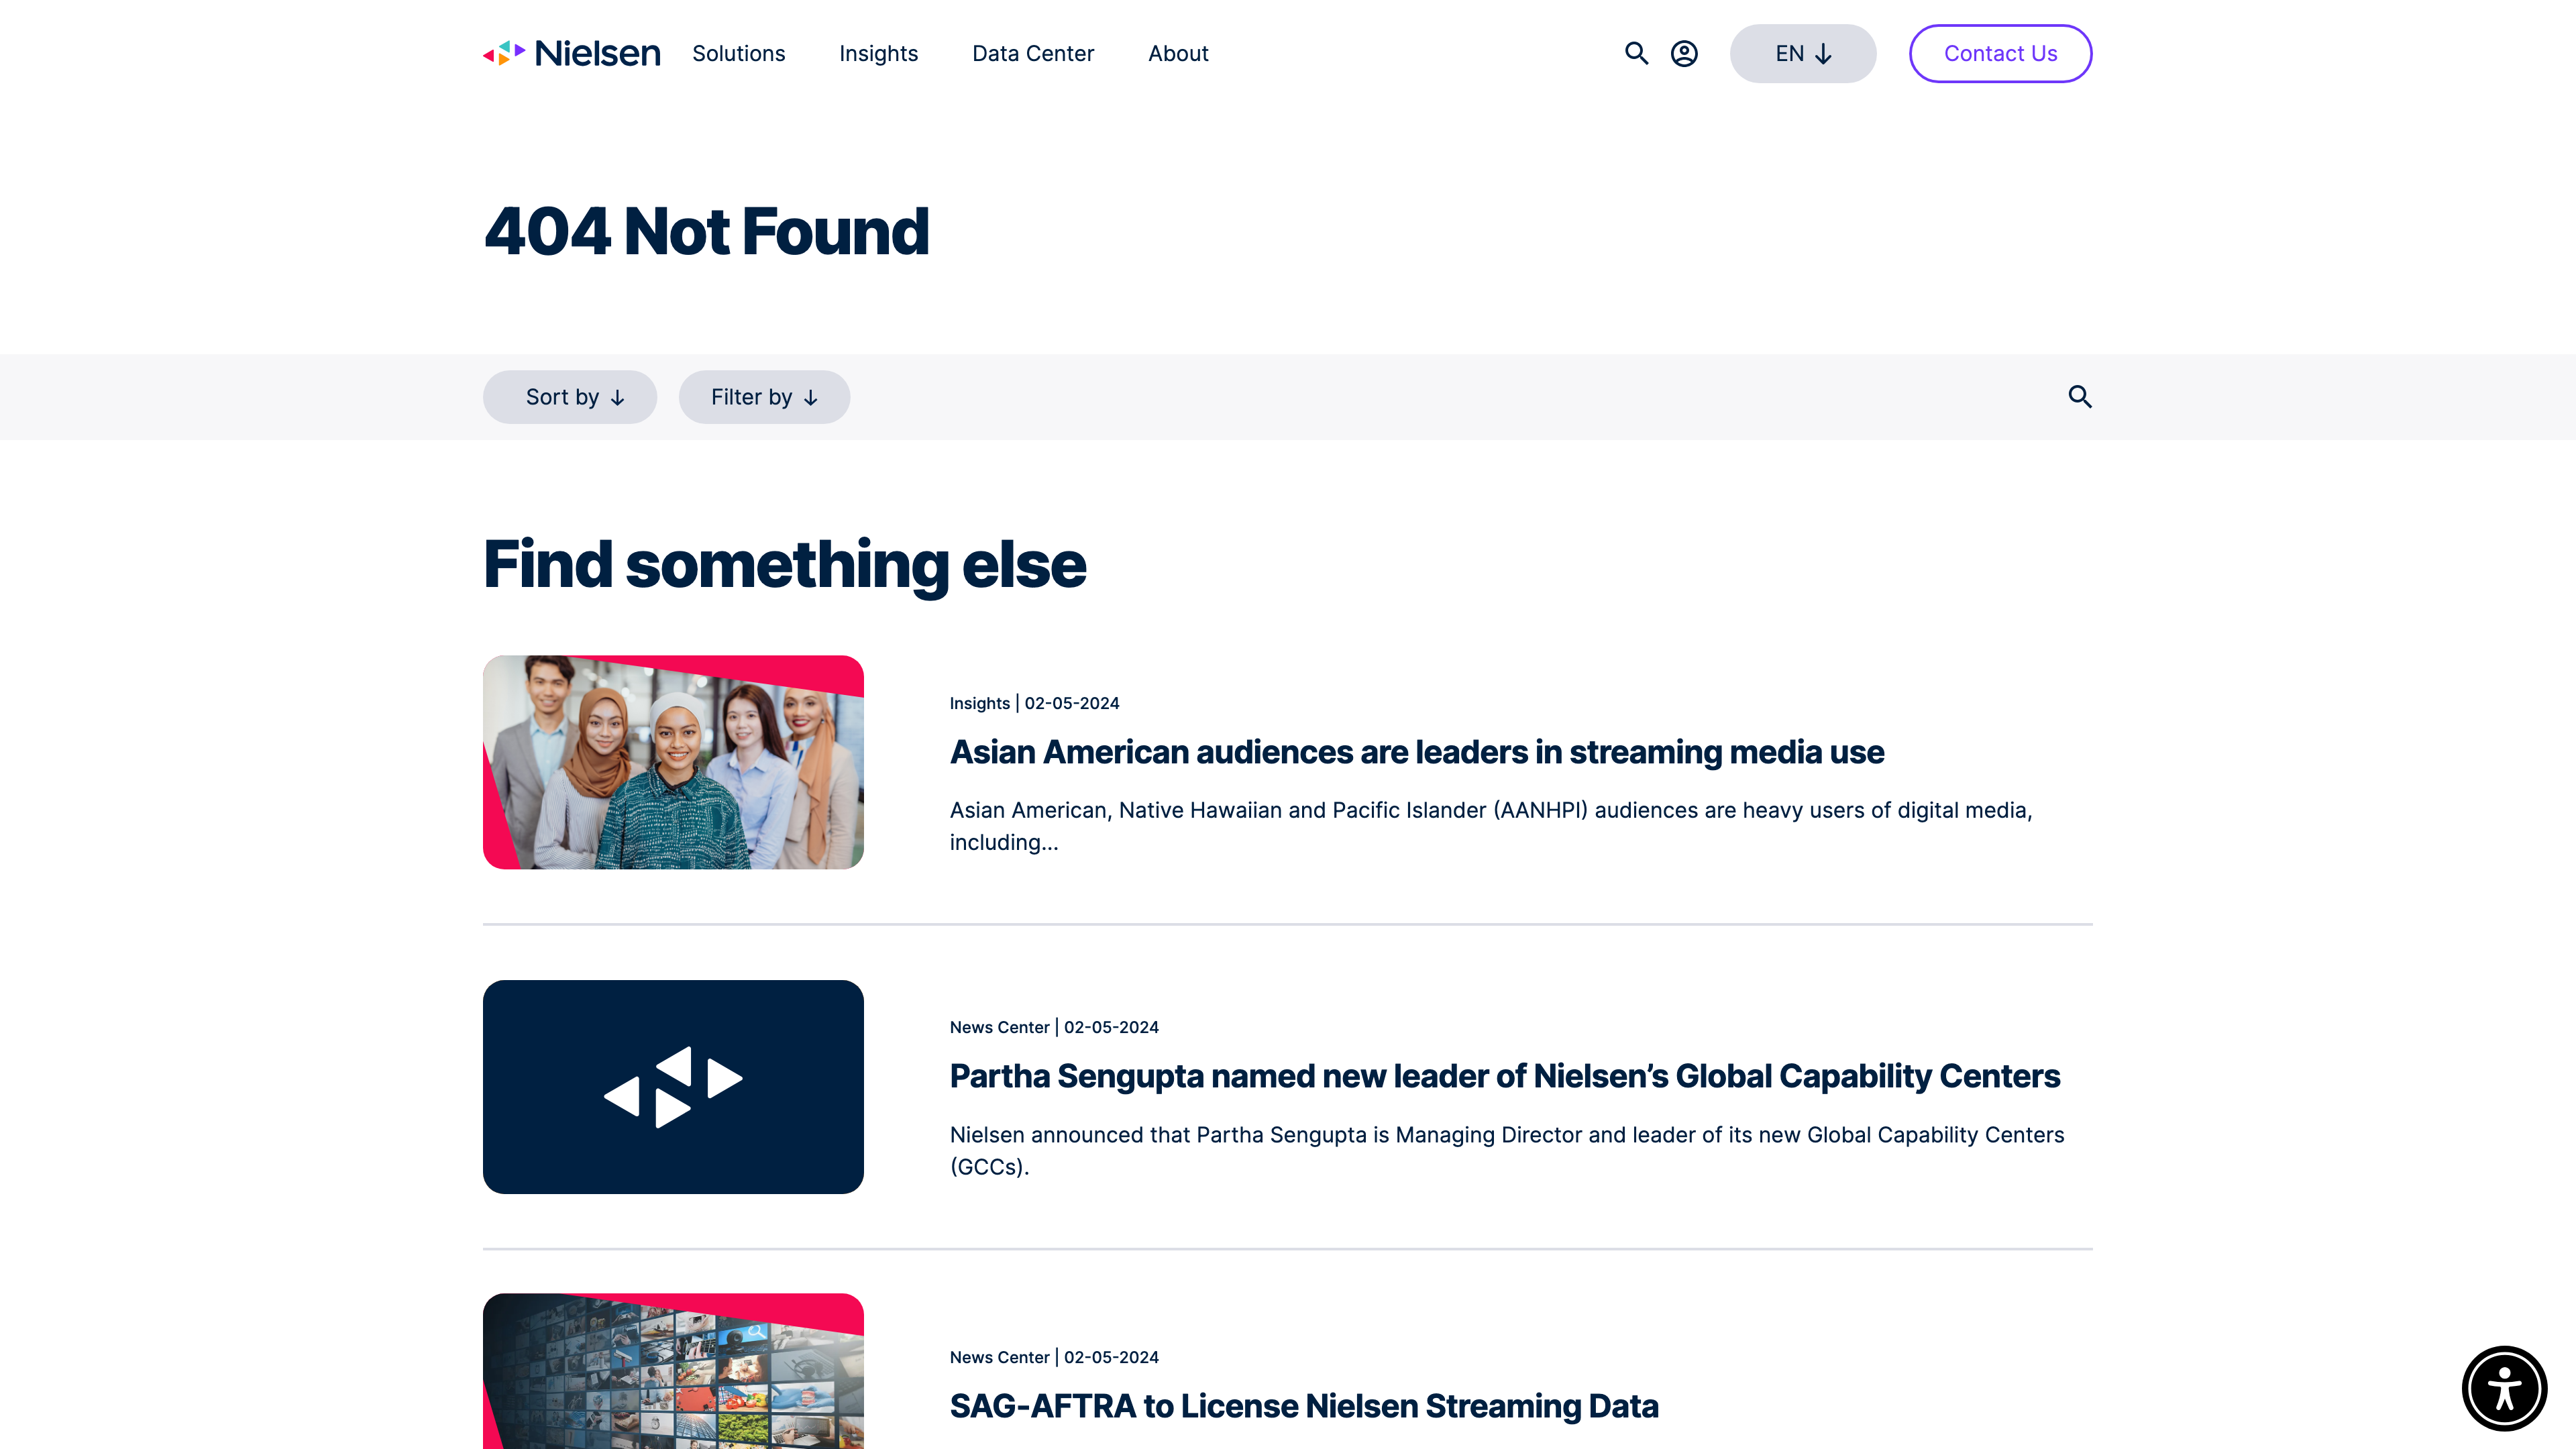 Nielsen Solutions Insights Data Center About EN Contact Us
404 Not Found
Sort by Filter by
Find something else
Insights | 02-05-2024
Asian American audiences are leaders in streaming media use
Asian American, Native Hawaiian and Pacific Islander (AANHPI) audiences are heavy users of digital media,
including...
News Center | 02-05-2024
Partha Sengupta named new leader of Nielsen’s Global Capability Centers
Nielsen announced that Partha Sengupta is Managing Director and leader of its new Global Capability Centers
(GCCs).
News Center | 02-05-2024
SAG-AFTRA to License Nielsen Streaming Data